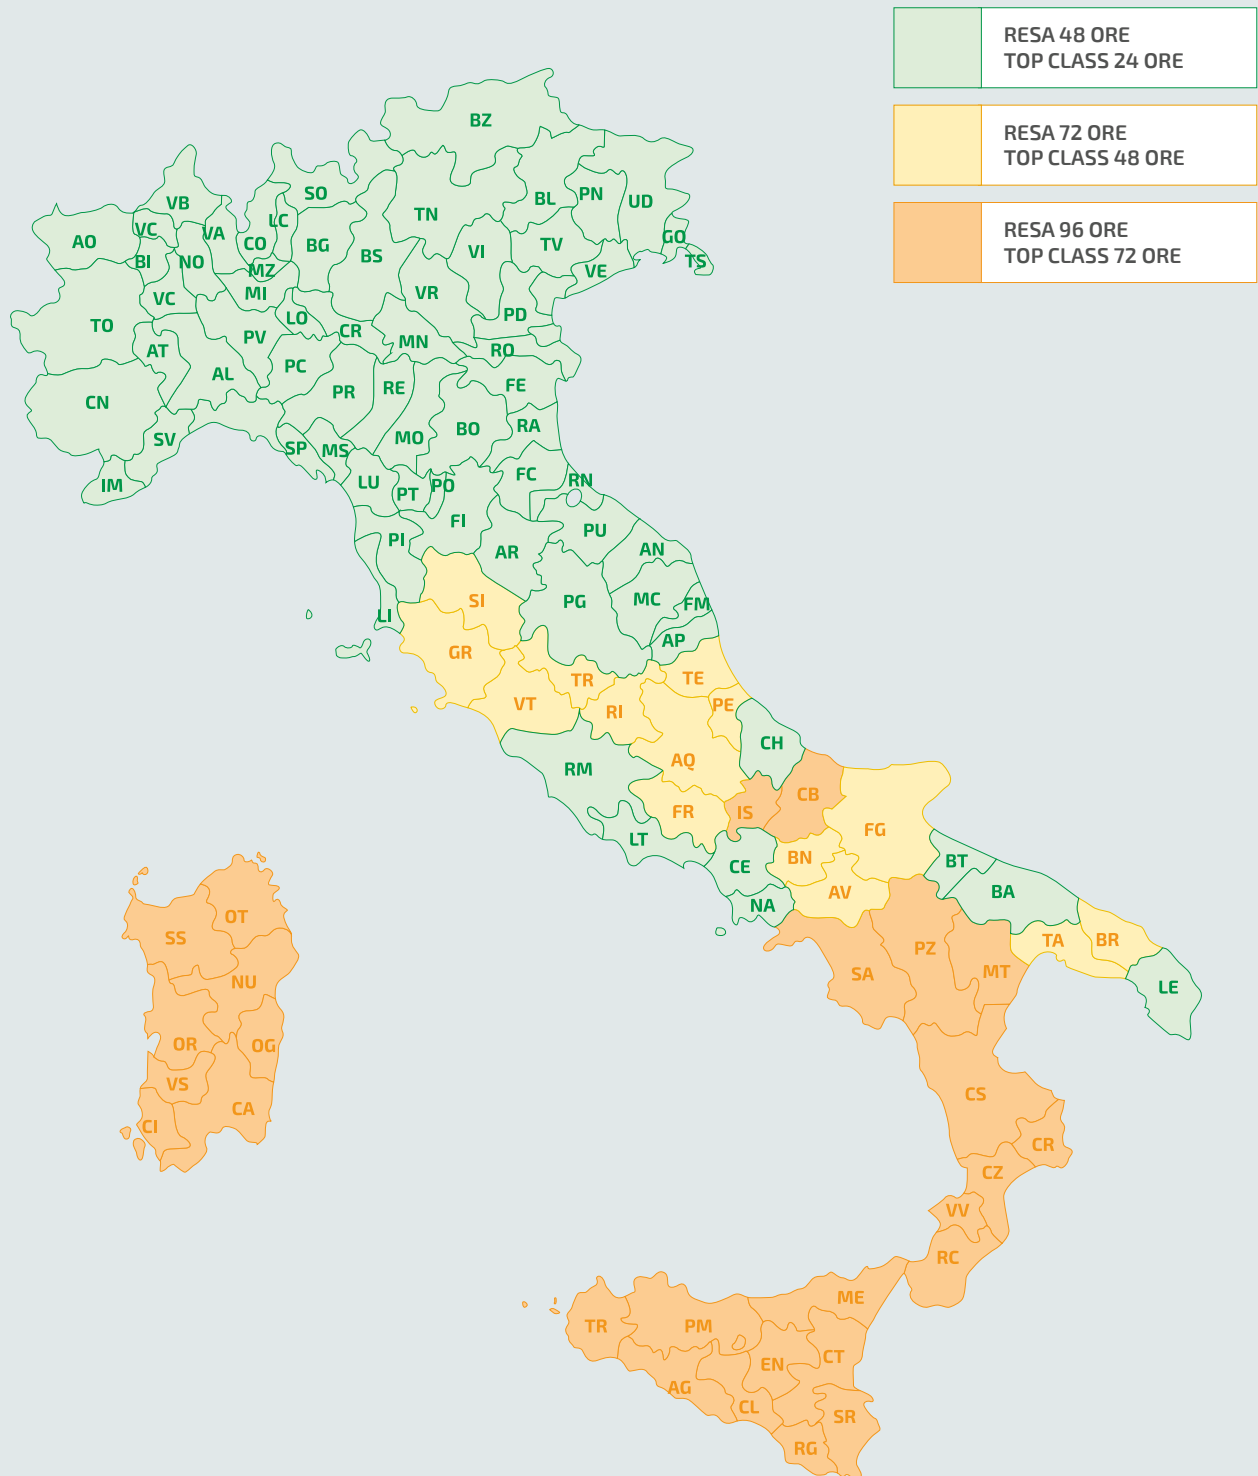 RESA 48 ORE
TOP CLASS 24 ORE
RESA 72 ORE
TOP CLASS 48 ORE
RESA 96 ORE
TOP CLASS 72 ORE
BZ
SO
VB
LC
TN
BL
PN
UD
VC
VA
AO
CO
BG
BS
VI
TV
GO
BI
NO
MZ
VE
TS
VC
MI
VR
LO
PD
TO
PV
CR
MN
AT
RO
PC
AL
PR
RE
FE
CN
SV
MO
BO
RA
SP
MS
IM
LU
PT
PO
FC
RN
FI
PI
PU
AR
AN
SI
PG
MC
FM
LI
AP
GR
TR
TE
VT
RI
PE
CH
RM
AQ
CB
FR
IS
FG
LT
CE
BN
BT
AV
BA
NA
OT
SS
PZ
TA
BR
NU
SA
MT
LE
OR
OG
VS
CA
CI
CS
CR
CZ
VV
RC
ME
TR
PM
EN
CT
AG
CL
SR
RG